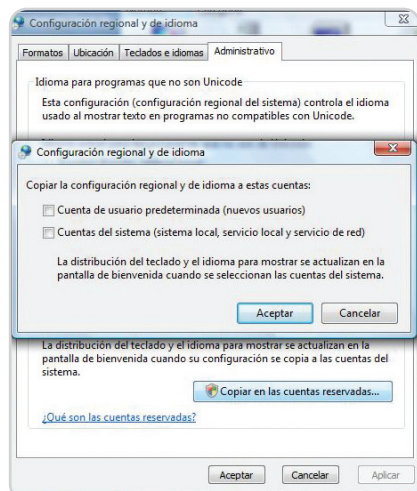 Configuración regional y de idioma
Formatos Ubicación Teclados e idiomas Administrativo
Idioma para programas que no son Unicode
Esta configuración (configuración regional del sistema) controla el idioma
usado al mostrar texto en programas no compatibles con Unicode.
Configuración regional y de idioma
Copiar la configuración regional y de idioma a estas cuentas:
Cuenta de usuario predeterminada (nuevos usuarios)
Cuentas del sistema (sistema local, servicio local y servicio de red)
La distribución del teclado y el idioma para mostrar se actualizan en la
pantalla de bienvenida cuando se seleccionan las cuentas del sistema.
Aceptar Cancelar
La distribución del teclado y el idioma para mostrar se actualizan en la
pantalla de bienvenida cuando su configuración se copia a las cuentas del
sistema.
Copiar en las cuentas reservadas...
¿Qué son las cuentas reservadas?
Aceptar Cancelar Aplicar